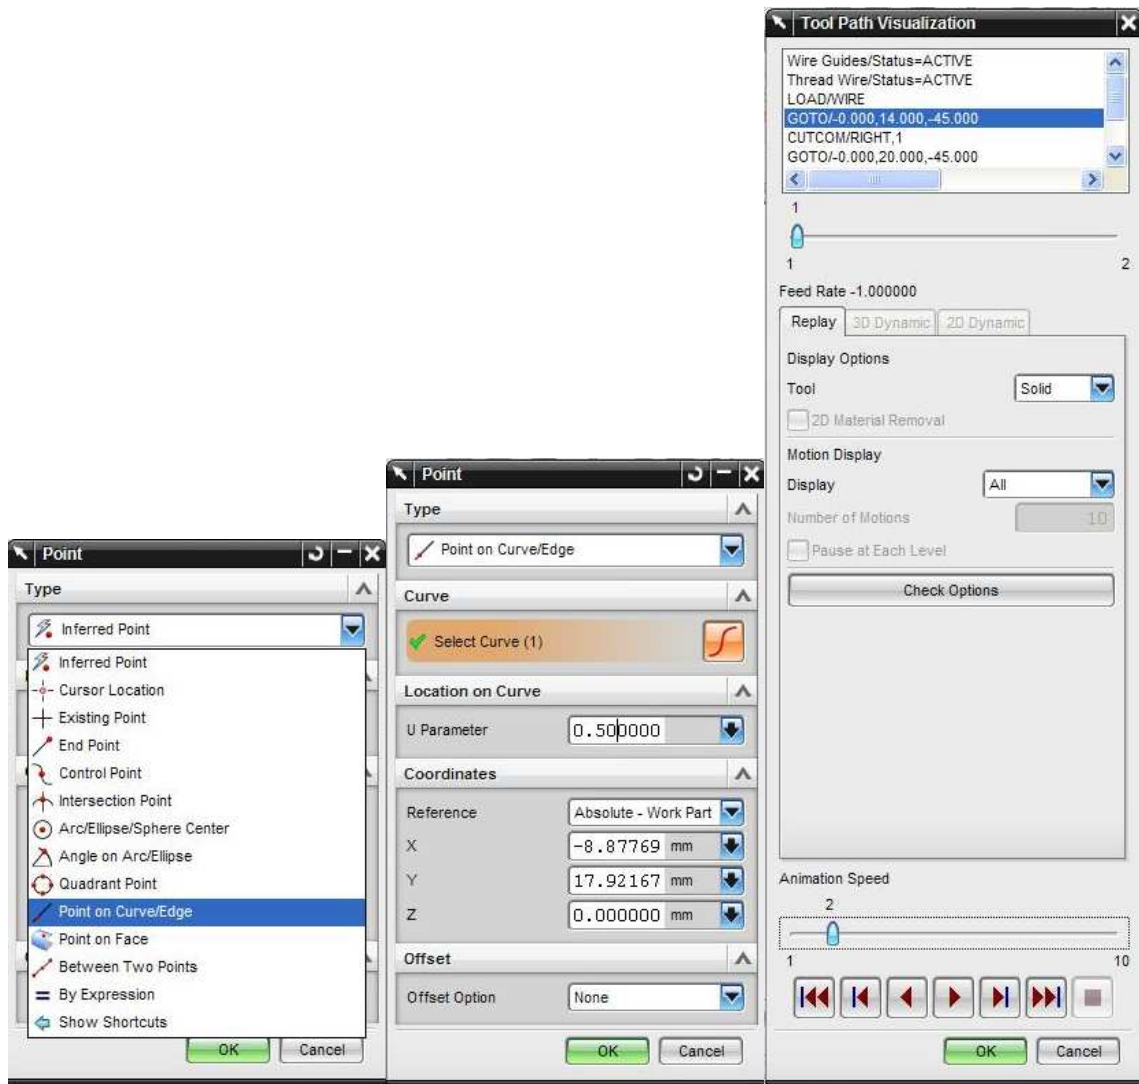 Point
Type
Inferred Point
Inferred Point
Cursor Location
Existing Point
End Point
Control Point
Intersection Point
Arc/Ellipse/Sphere Center
Angle on Arc/Ellipse
Quadrant Point
Point on Curve/Edge
Point on Face
Between Two Points
By Expression
Show Shortcuts
OK Cancel
Point
Type
Point on Curve/Edge
Curve
Select Curve (1)
Location on Curve
U Parameter 0.500000
Coordinates
Reference Absolute - Work Part
X -8.87769 mm
Y 17.92167 mm
Z 0.000000 mm
Offset
Offset Option None
OK Cancel
Tool Path Visualization
Wire Guides/Status=ACTIVE
Thread Wire/Status=ACTIVE
LOAD/WIRE
GOTO/-0.000,14.000,-45.000
CUTCOM/RIGHT,1
GOTO/-0.000,20.000,-45.000
1
1 2
Feed Rate -1.000000
Replay 3D Dynamic 2D Dynamic
Display Options
Tool Solid
2D Material Removal
Motion Display
Display All
Number of Motions 10
Pause at Each Level
Check Options
Animation Speed
2
1 10
OK Cancel